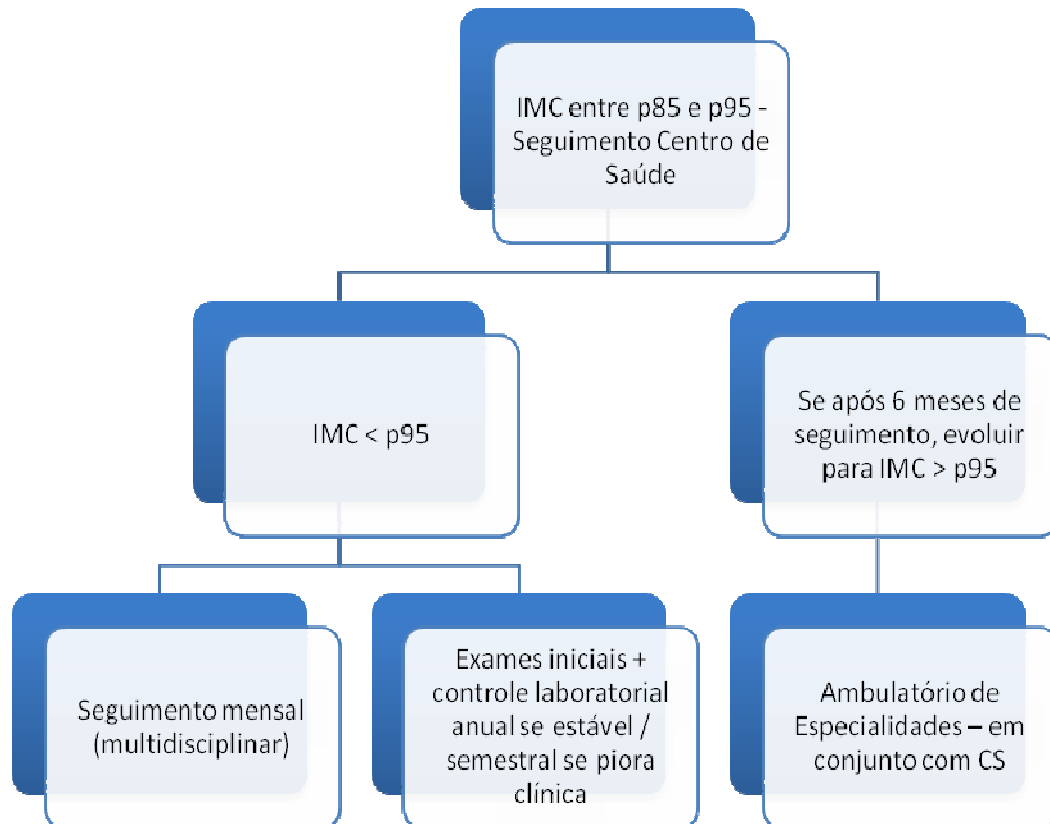 IMC entre p85 e p95 -
Seguimento Centro de
Saúde
IMC < p95
Se após 6 meses de
seguimento, evoluir
para IMC > p95
Seguimento mensal
(multidisciplinar)
Exames iniciais +
controle laboratorial
anual se estável /
semestral se piora
clínica
Ambulatório de
Especialidades – em
conjunto com CS